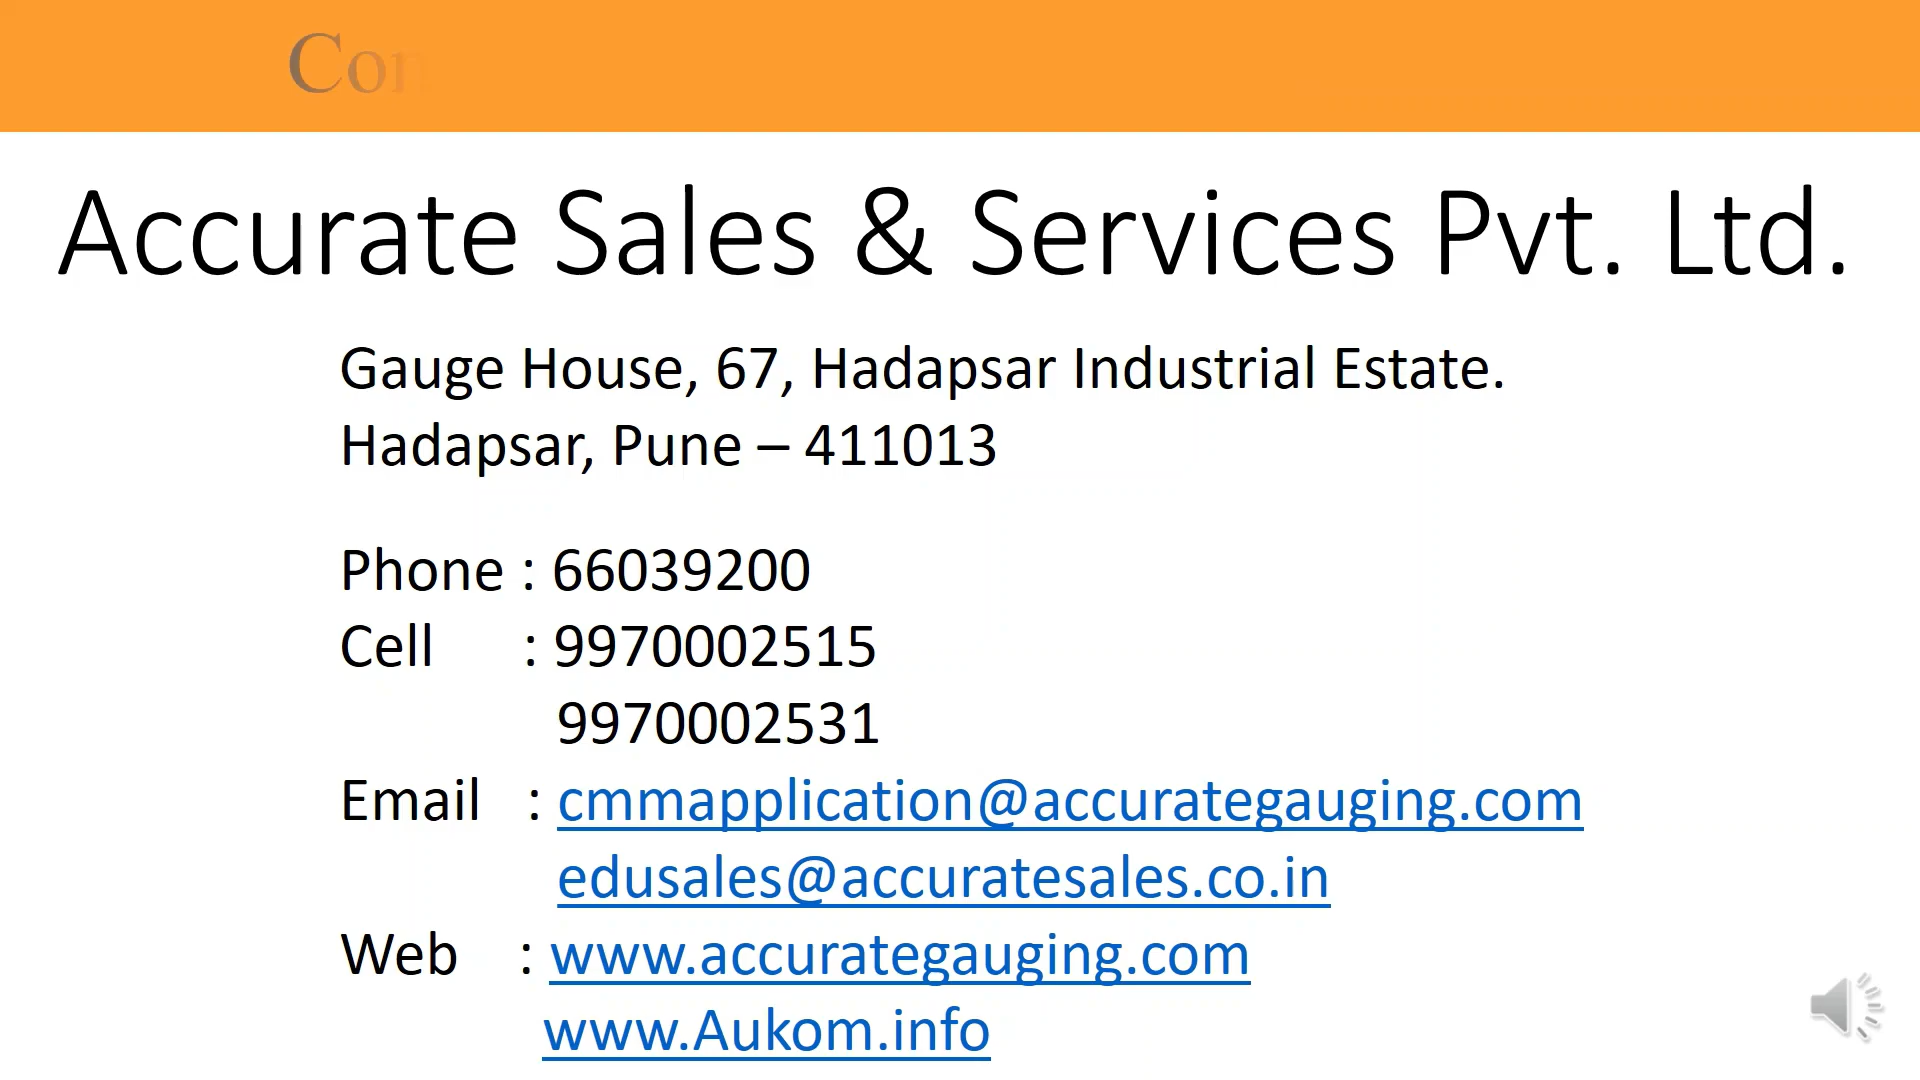 Accurate Sales & Services Pvt. Ltd.
Gauge House, 67, Hadapsar Industrial Estate.
Hadapsar, Pune – 411013
Phone : 66039200
Cell : 9970002515
9970002531
Email : cmmapplication@accurategauging.com
edusales@accuratesales.co.in
Web : www.accurategauging.com
www.Aukom.info